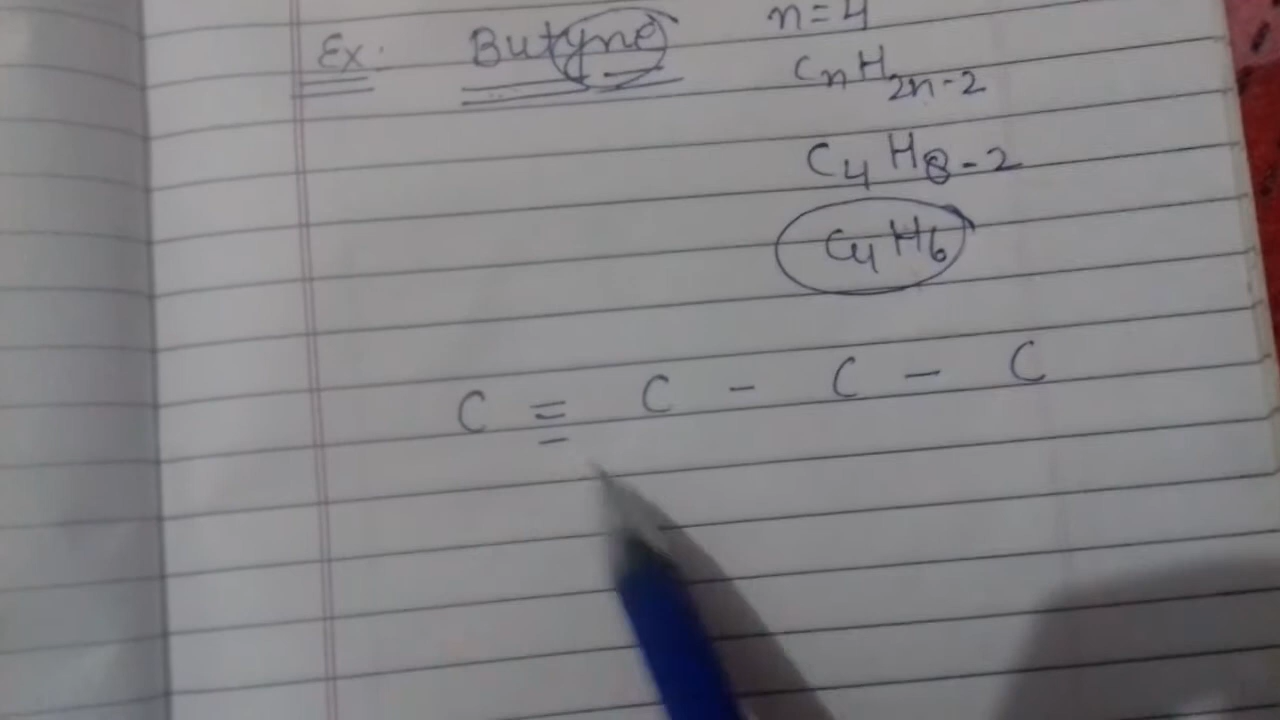 Ex. Butyne n=4
CnH2n-2
C4H8-2
C4H6
C ≡ C - C - C